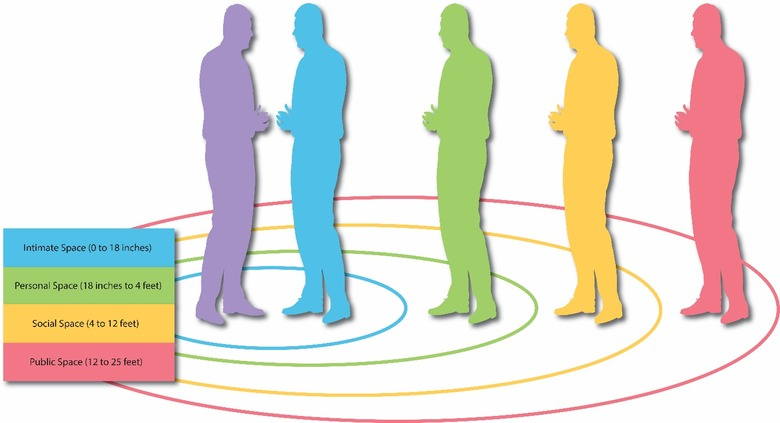 Intimate Space (0 to 18 inches)
Personal Space (18 inches to 4 feet)
Social Space (4 to 12 feet)
Public Space (12 to 25 feet)